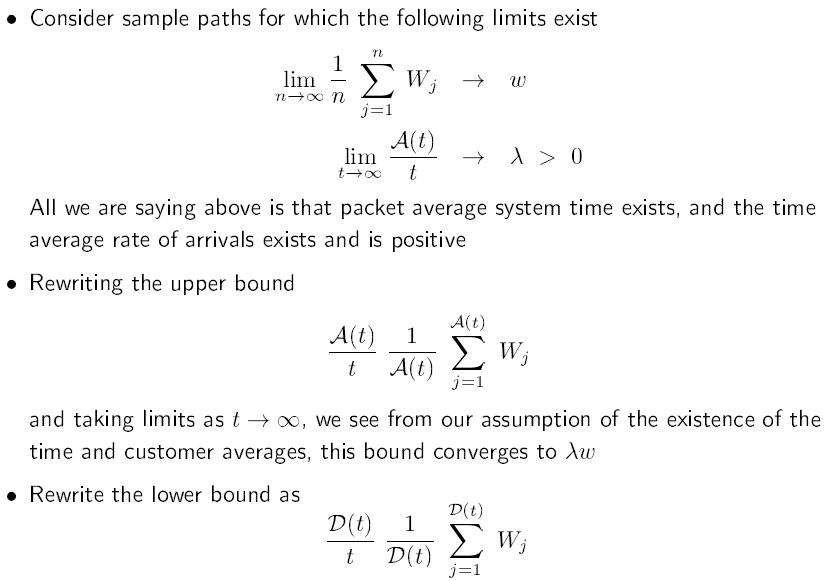 • Consider sample paths for which the following limits exist
$\lim_{n \to \infty} \frac{1}{n} \sum_{j=1}^{n} W_j \to w$
$\lim_{t \to \infty} \frac{\mathcal{A}(t)}{t} \to \lambda > 0$
All we are saying above is that packet average system time exists, and the time
average rate of arrivals exists and is positive
• Rewriting the upper bound
$\frac{\mathcal{A}(t)}{t} \frac{1}{\mathcal{A}(t)} \sum_{j=1}^{\mathcal{A}(t)} W_j$
and taking limits as $t \to \infty$, we see from our assumption of the existence of the
time and customer averages, this bound converges to $\lambda w$
• Rewrite the lower bound as
$\frac{\mathcal{D}(t)}{t} \frac{1}{\mathcal{D}(t)} \sum_{j=1}^{\mathcal{D}(t)} W_j$